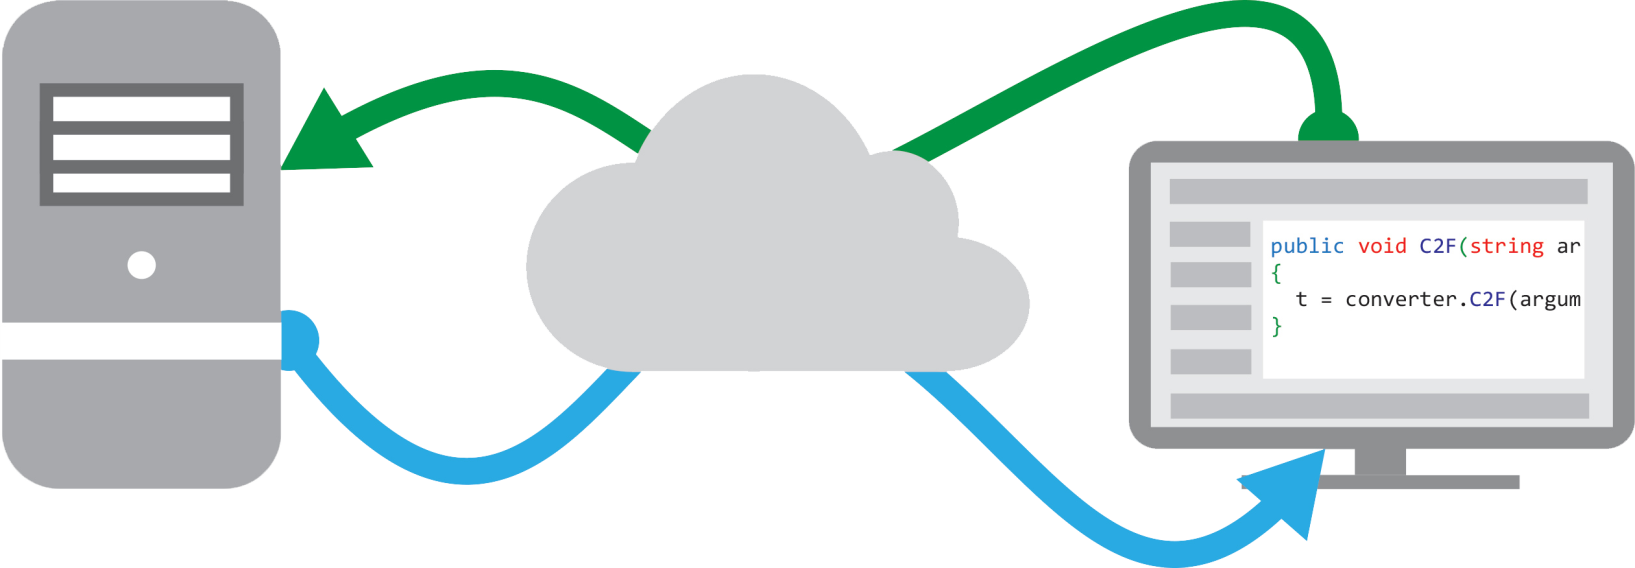 public void C2F(string ar
{
t = converter.C2F(argum
}